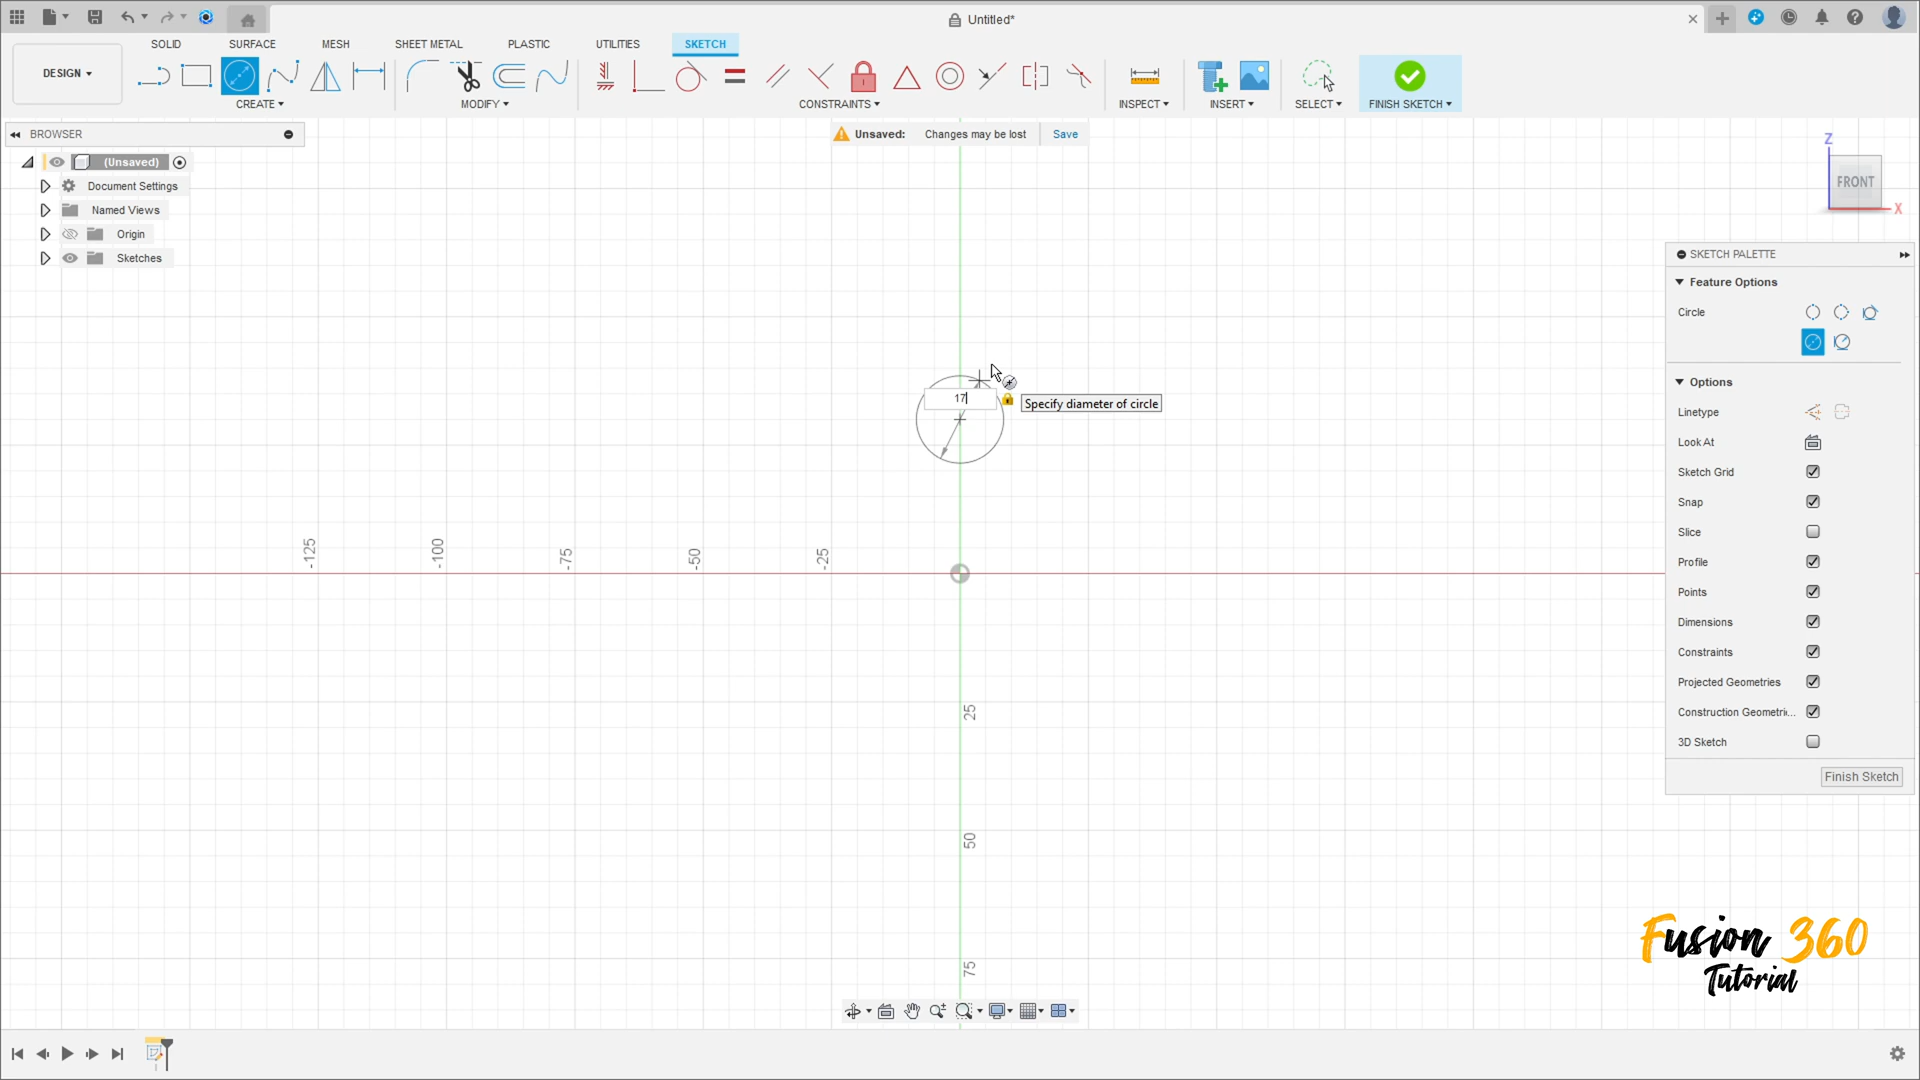 Untitled*
SOLID
SURFACE
MESH
SHEET METAL
PLASTIC
UTILITIES
SKETCH
DESIGN
CREATE
MODIFY
CONSTRAINTS
INSPECT
INSERT
SELECT
FINISH SKETCH
BROWSER
Unsaved: Changes may be lost Save
(Unsaved)
Document Settings
Named Views
Origin
Sketches
Z
FRONT
X
SKETCH PALETTE
Feature Options
Circle
Options
Linetype
Look At
Sketch Grid
Snap
Slice
Profile
Points
Dimensions
Constraints
Projected Geometries
Construction Geometri...
3D Sketch
Finish Sketch
17
Specify diameter of circle
-125
-100
-75
-50
-25
25
50
75
Fusion 360
Tutorial